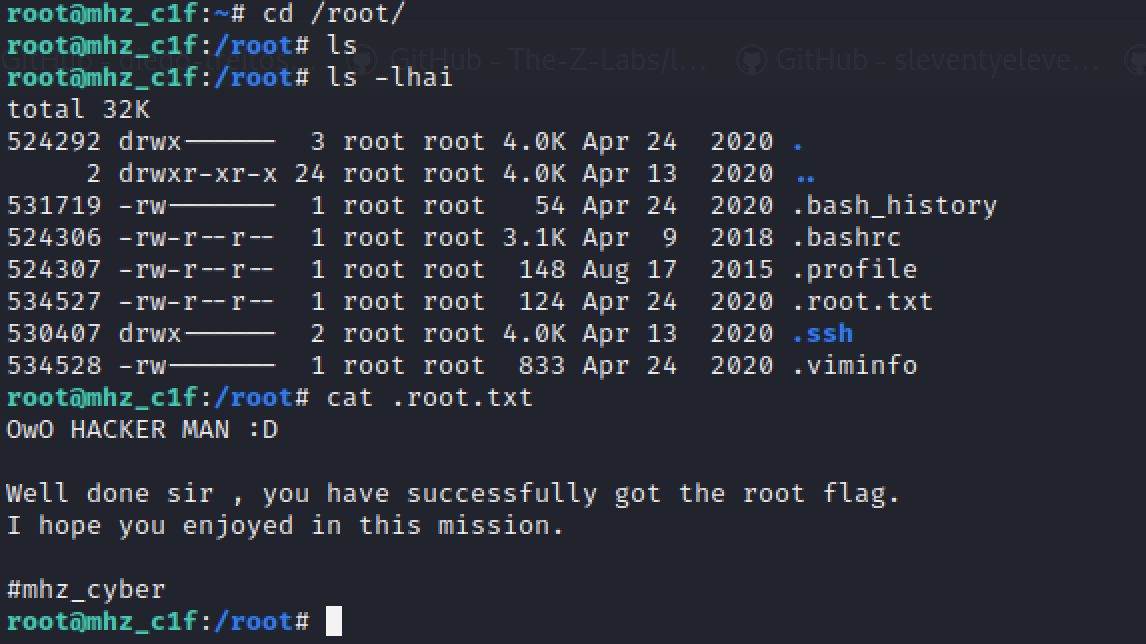 root@mhz_c1f:~# cd /root/
root@mhz_c1f:/root# ls
GitHub - The-Z-Labs/l... GitHub - sleventyeleve...
root@mhz_c1f:/root# ls -lhai
total 32K
524292 drwx------  3 root root 4.0K Apr 24  2020 .
     2 drwxr-xr-x 24 root root 4.0K Apr 13  2020 ..
531719 -rw-------  1 root root   54 Apr 24  2020 .bash_history
524306 -rw-r--r--  1 root root 3.1K Apr  9  2018 .bashrc
524307 -rw-r--r--  1 root root  148 Aug 17  2015 .profile
534527 -rw-r--r--  1 root root  124 Apr 24  2020 .root.txt
530407 drwx------  2 root root 4.0K Apr 13  2020 .ssh
534528 -rw-------  1 root root  833 Apr 24  2020 .viminfo
root@mhz_c1f:/root# cat .root.txt
OwO HACKER MAN :D
Well done sir , you have successfully got the root flag.
I hope you enjoyed in this mission.
#mhz_cyber
root@mhz_c1f:/root#